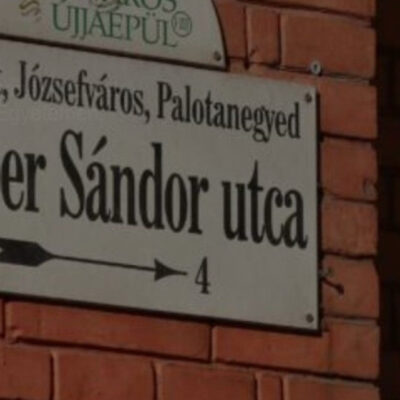 ÚJJÁÉPÜL
, Józsefváros, Palotanegyed
er Sándor utca
4